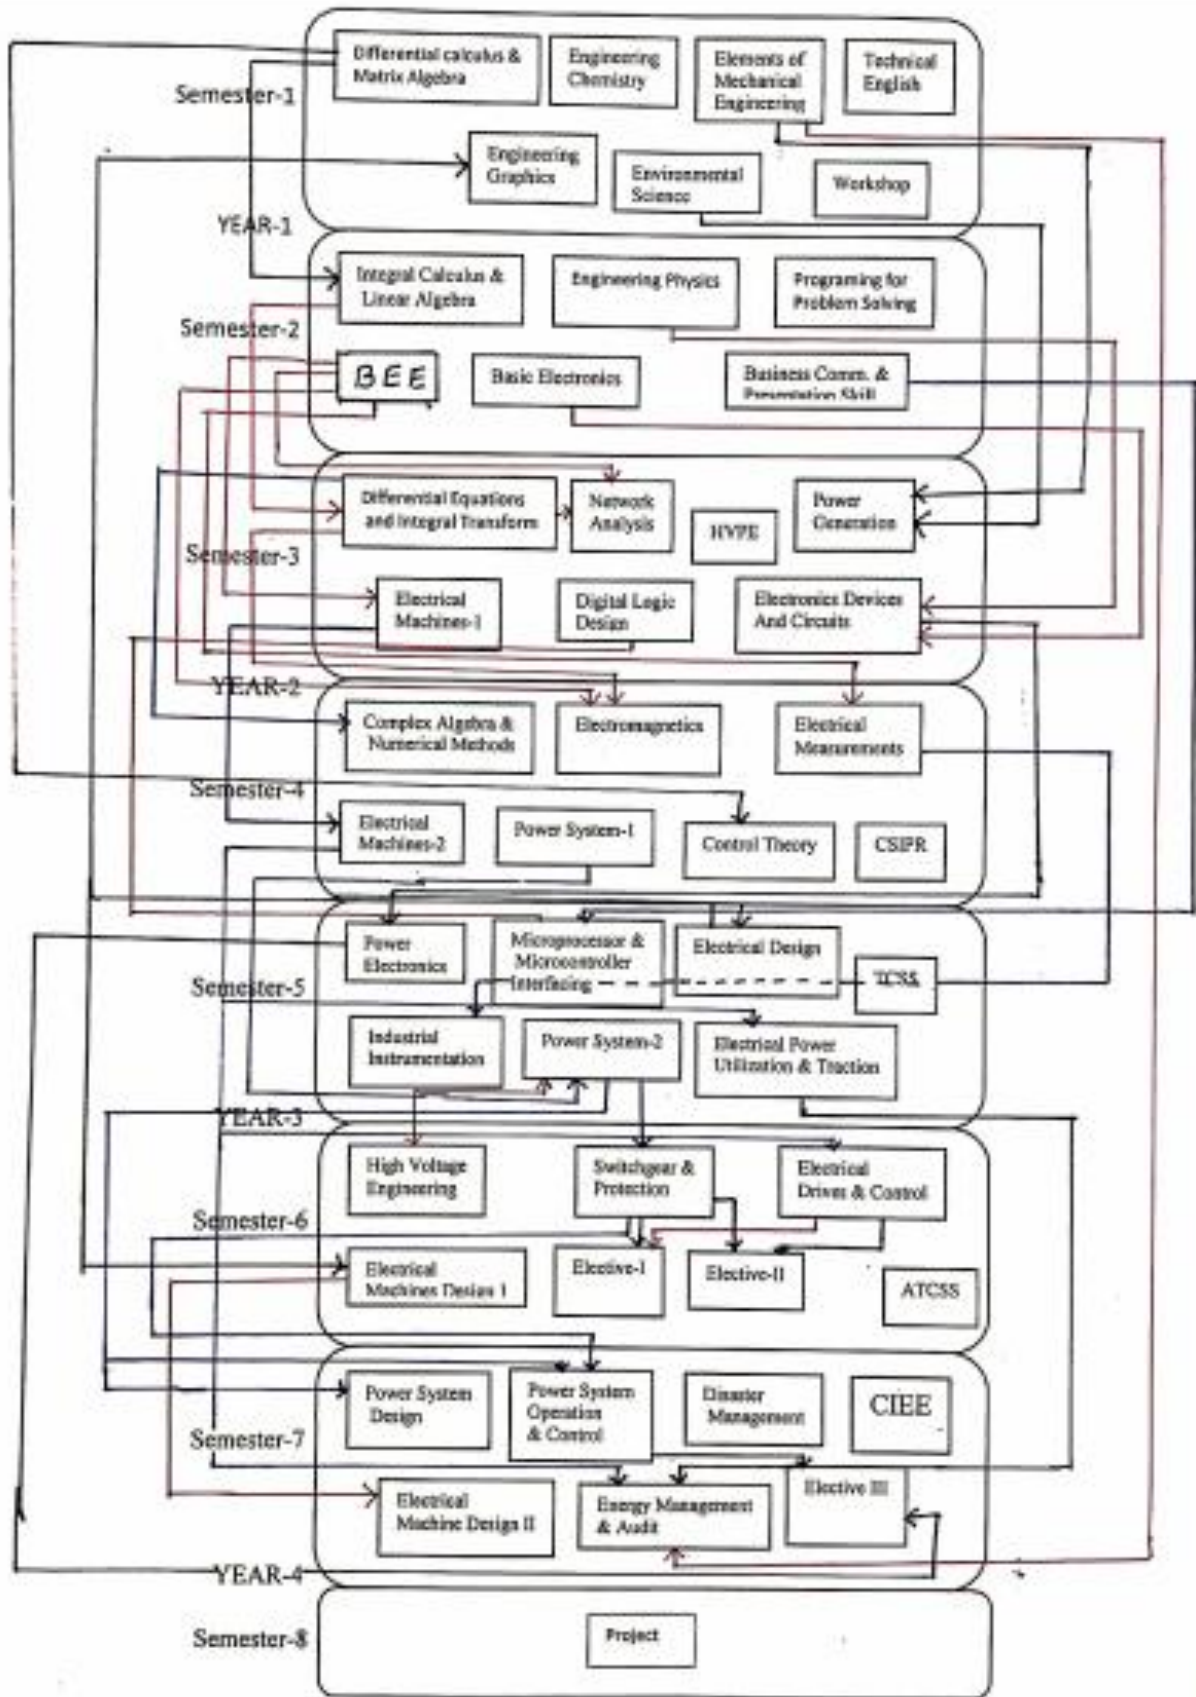 Semester-1
Differential calculus &
Matrix Algebra
Engineering
Chemistry
Elements of
Mechanical
Engineering
Technical
English
Engineering
Graphics
Environmental
Science
Workshop
YEAR-1
Semester-2
Integral Calculus &
Linear Algebra
Engineering Physics
Programing for
Problem Solving
BEE
Basic Electronics
Business Comm. &
Presentation Skill
Semester-3
Differential Equations
and Integral Transform
Network
Analysis
HVPE
Power
Generation
Electrical
Machines-1
Digital Logic
Design
Electronics Devices
And Circuits
YEAR-2
Semester-4
Complex Algebra &
Numerical Methods
Electromagnetics
Electrical
Measurements
Electrical
Machines-2
Power System-1
Control Theory
CSIPR
Semester-5
Power
Electronics
Microprocessor &
Microcontroller
Interfacing
Electrical Design
TCSS
Industrial
Instrumentation
Power System-2
Electrical Power
Utilization & Traction
YEAR-3
Semester-6
High Voltage
Engineering
Switchgear &
Protection
Electrical
Drives & Control
Electrical
Machines Design I
Elective-I
Elective-II
ATCSS
Semester-7
Power System
Design
Power System
Operation
& Control
Disaster
Management
CIEE
Electrical
Machine Design II
Energy Management
& Audit
Elective III
YEAR-4
Semester-8
Project